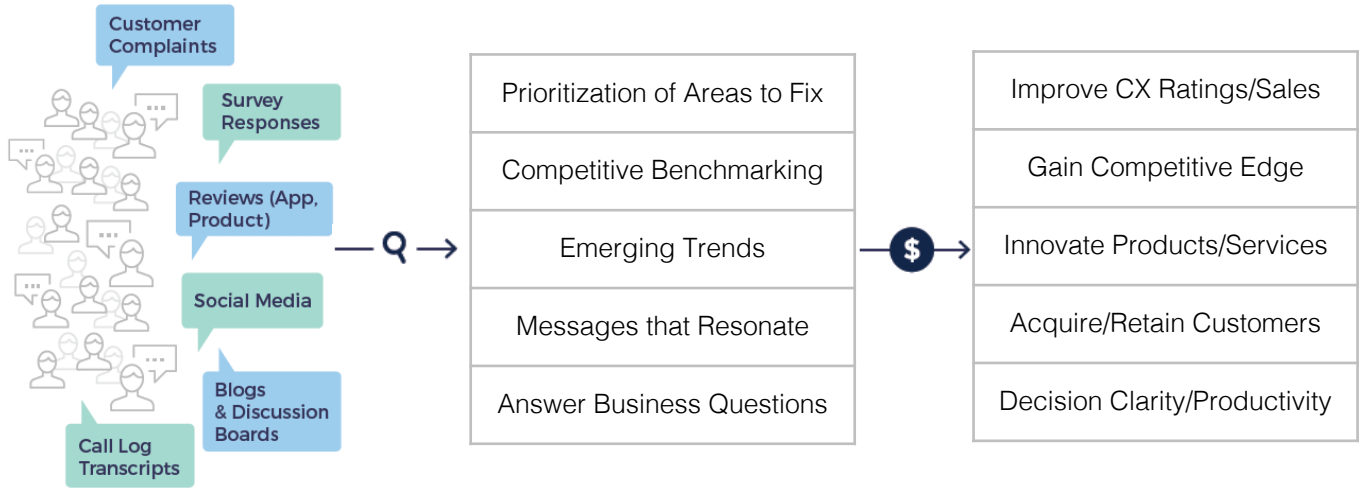 Customer
Complaints
Survey
Responses
Reviews (App,
Product)
Social Media
Blogs
& Discussion
Boards
Call Log
Transcripts
Prioritization of Areas to Fix
Competitive Benchmarking
Emerging Trends
Messages that Resonate
Answer Business Questions
$
Improve CX Ratings/Sales
Gain Competitive Edge
Innovate Products/Services
Acquire/Retain Customers
Decision Clarity/Productivity